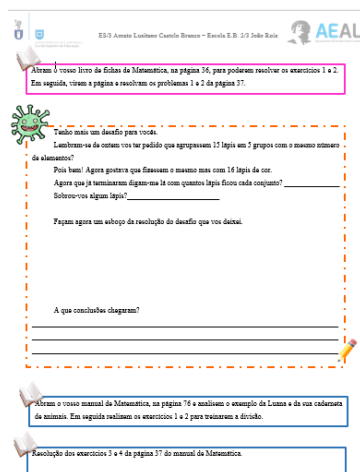 ES/3 Amato Lusitano Castelo Branco – Escola E.B. 2/3 João Roiz
AEAL
Abram o vosso livro de fichas de Matemática, na página 36, para poderem resolver os exercícios 1 e 2.
Em seguida, virem a página e resolvam os problemas 1 e 2 da página 37.
Tenho mais um desafio para vocês.
Lembram-se de ontem vos ter pedido que agrupassem 15 lápis em 5 grupos com o mesmo número
de elementos?
Pois bem! Agora gostava que fizessem o mesmo mas com 16 lápis de cor.
Agora que já terminaram digam-me lá com quantos lápis ficou cada conjunto?
Sobrou-vos algum lápis?
Façam agora um esboço da resolução do desafio que vos deixei.
A que conclusões chegaram?
Abram o vosso manual de Matemática, na página 76 e analisem o exemplo da Luana e da sua caderneta
de animais. Em seguida realizem os exercícios 1 e 2 para treinarem a divisão.
Resolução dos exercícios 3 e 4 da página 37 do manual de Matemática.